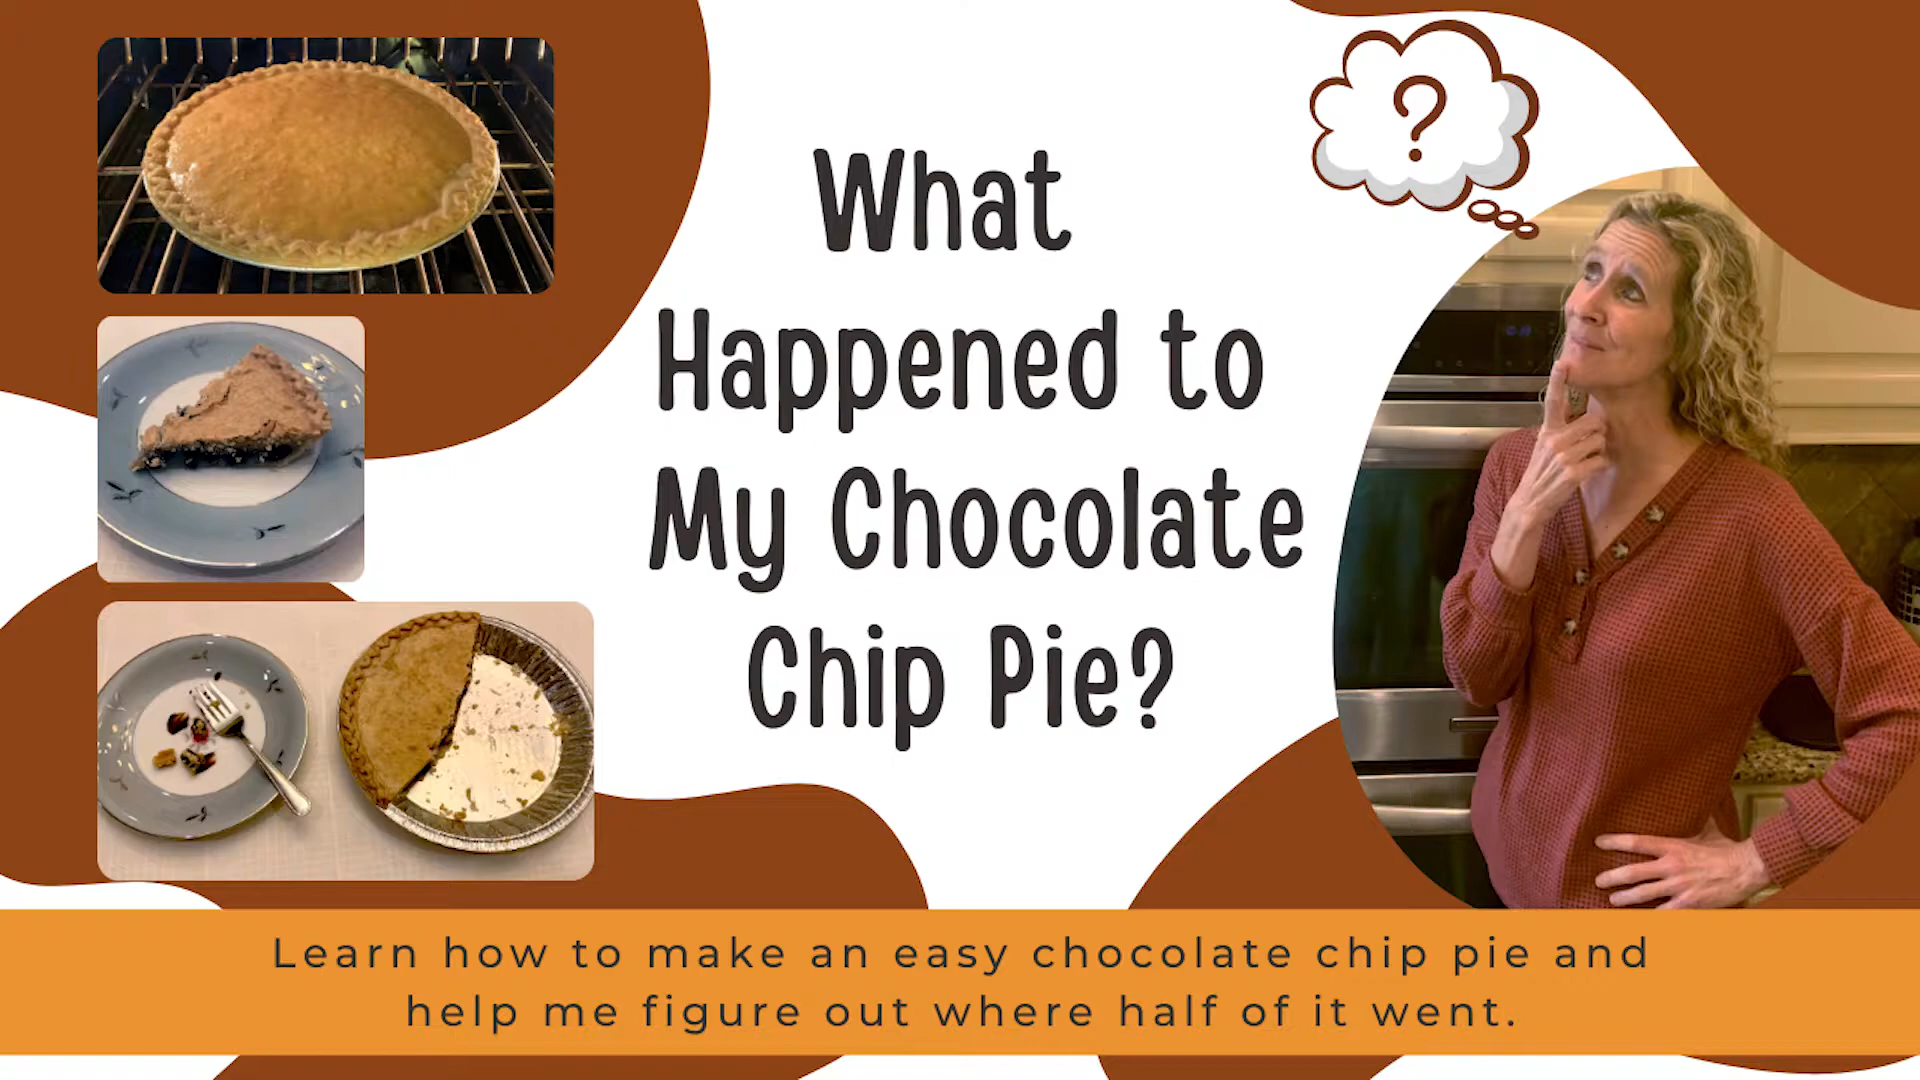 ?
What
Happened to
My Chocolate
Chip Pie?
Learn how to make an easy chocolate chip pie and
help me figure out where half of it went.